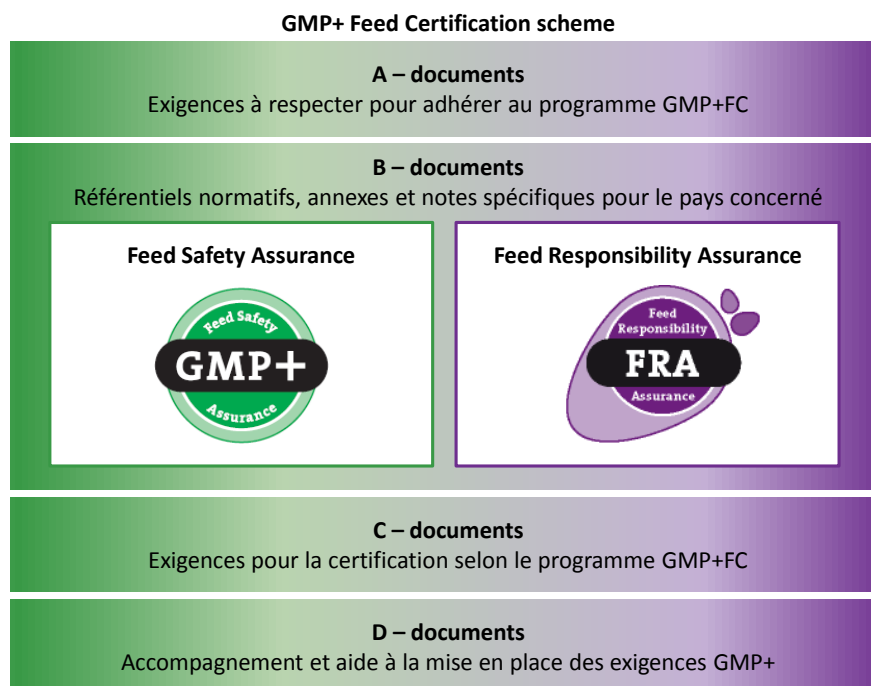 GMP+ Feed Certification scheme
A – documents
Exigences à respecter pour adhérer au programme GMP+FC
B – documents
Référentiels normatifs, annexes et notes spécifiques pour le pays concerné
Feed Safety Assurance
Feed Safety
GMP+
Assurance
Feed Responsibility Assurance
Feed
Responsibility
FRA
Assurance
C – documents
Exigences pour la certification selon le programme GMP+FC
D – documents
Accompagnement et aide à la mise en place des exigences GMP+